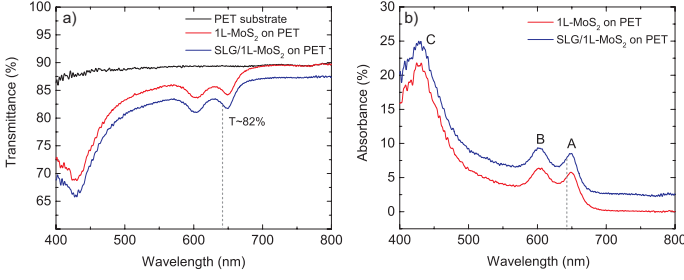 a)
PET substrate
1L-MoS₂ on PET
SLG/1L-MoS₂ on PET
T~82%
Transmittance (%)
100
95
90
85
80
75
70
65
400
500
600
700
800
Wavelength (nm)
b)
1L-MoS₂ on PET
SLG/1L-MoS₂ on PET
C
B
A
Absorbance (%)
30
25
20
15
10
5
0
400
500
600
700
800
Wavelength (nm)